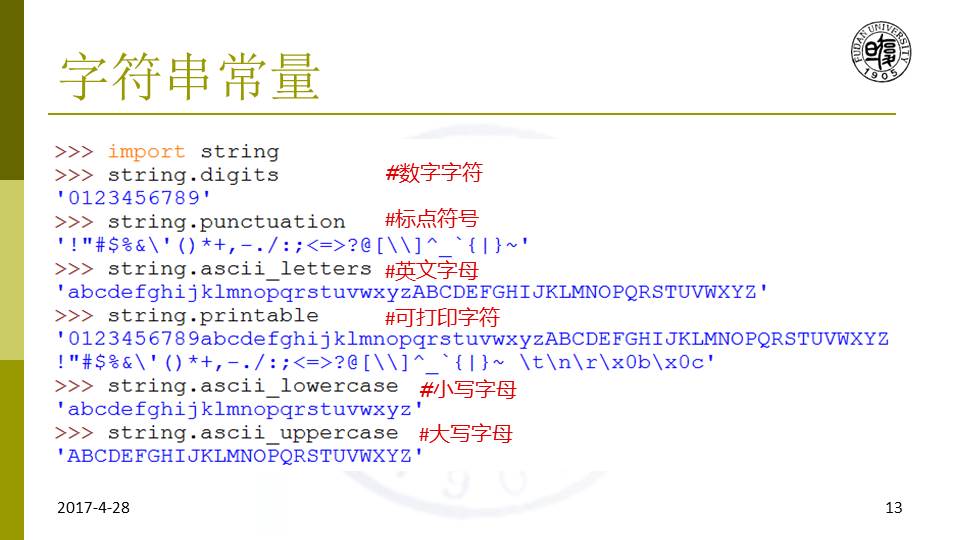 字符串常量
FUDAN UNIVERSITY
1905
>>> import string
>>> string.digits #数字字符
'0123456789'
>>> string.punctuation #标点符号
'!"#$%&\'()*+,-./:;<=>?@[\\]^_`{|}~'
>>> string.ascii_letters #英文字母
'abcdefghijklmnopqrstuvwxyzABCDEFGHIJKLMNOPQRSTUVWXYZ'
>>> string.printable #可打印字符
'0123456789abcdefghijklmnopqrstuvwxyzABCDEFGHIJKLMNOPQRSTUVWXYZ
!"#$%&\'()*+,-./:;<=>?@[\\]^_`{|}~ \t\n\r\x0b\x0c'
>>> string.ascii_lowercase #小写字母
'abcdefghijklmnopqrstuvwxyz'
>>> string.ascii_uppercase #大写字母
'ABCDEFGHIJKLMNOPQRSTUVWXYZ'
2017-4-28
13